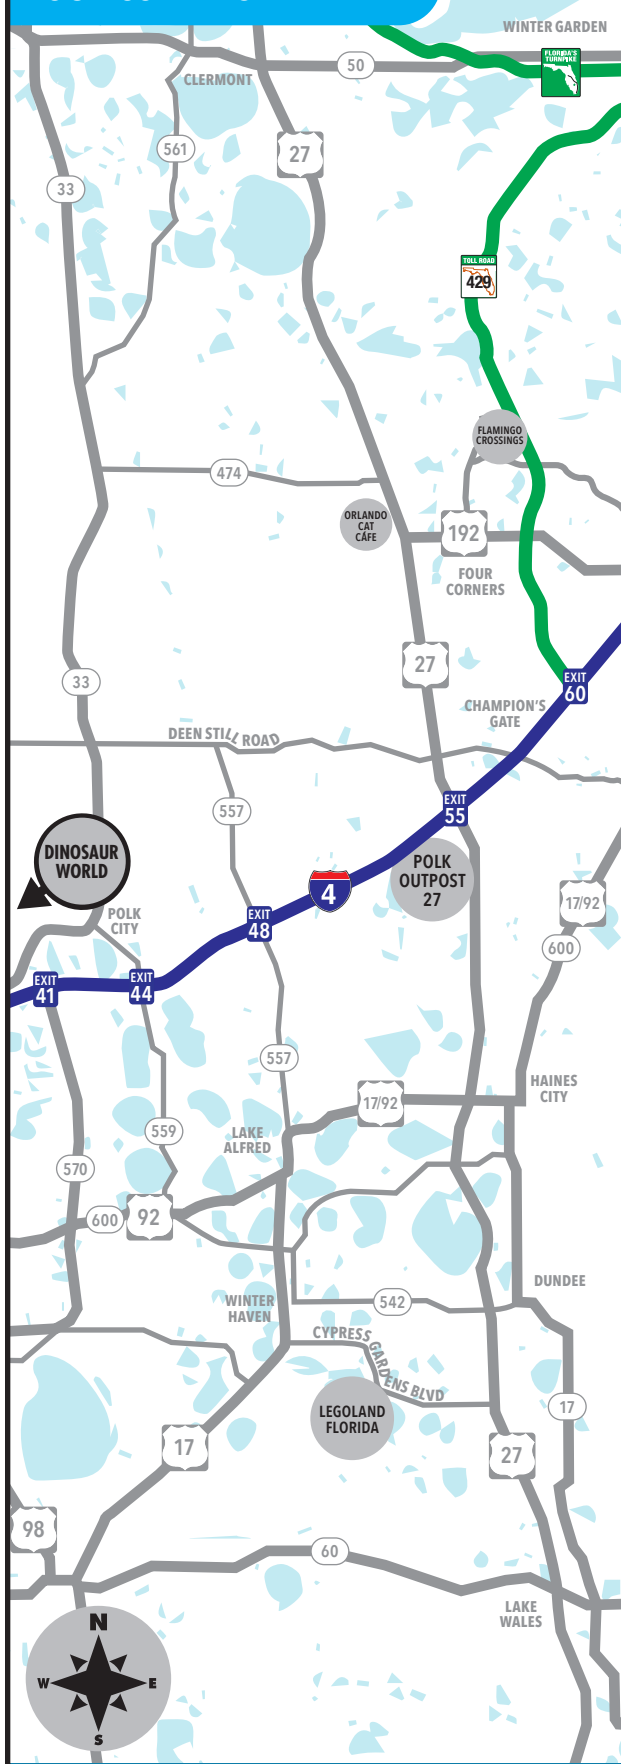 WINTER GARDEN
FLORIDA'S
TURNPIKE
50
CLERMONT
561
27
33
TOLL ROAD
429
FLAMINGO
CROSSINGS
474
ORLANDO
CAT
CAFE
192
FOUR
CORNERS
27
33
EXIT
60
CHAMPION'S
GATE
DEEN STILL ROAD
557
EXIT
55
DINOSAUR
WORLD
POLK
OUTPOST
27
4
17/92
POLK
CITY
EXIT
48
600
EXIT
41
EXIT
44
557
HAINES
CITY
17/92
559
LAKE
ALFRED
570
600
92
DUNDEE
WINTER
HAVEN
542
CYPRESS GARDENS BLVD
LEGOLAND
FLORIDA
17
17
27
98
60
LAKE
WALES
N
W
E
S